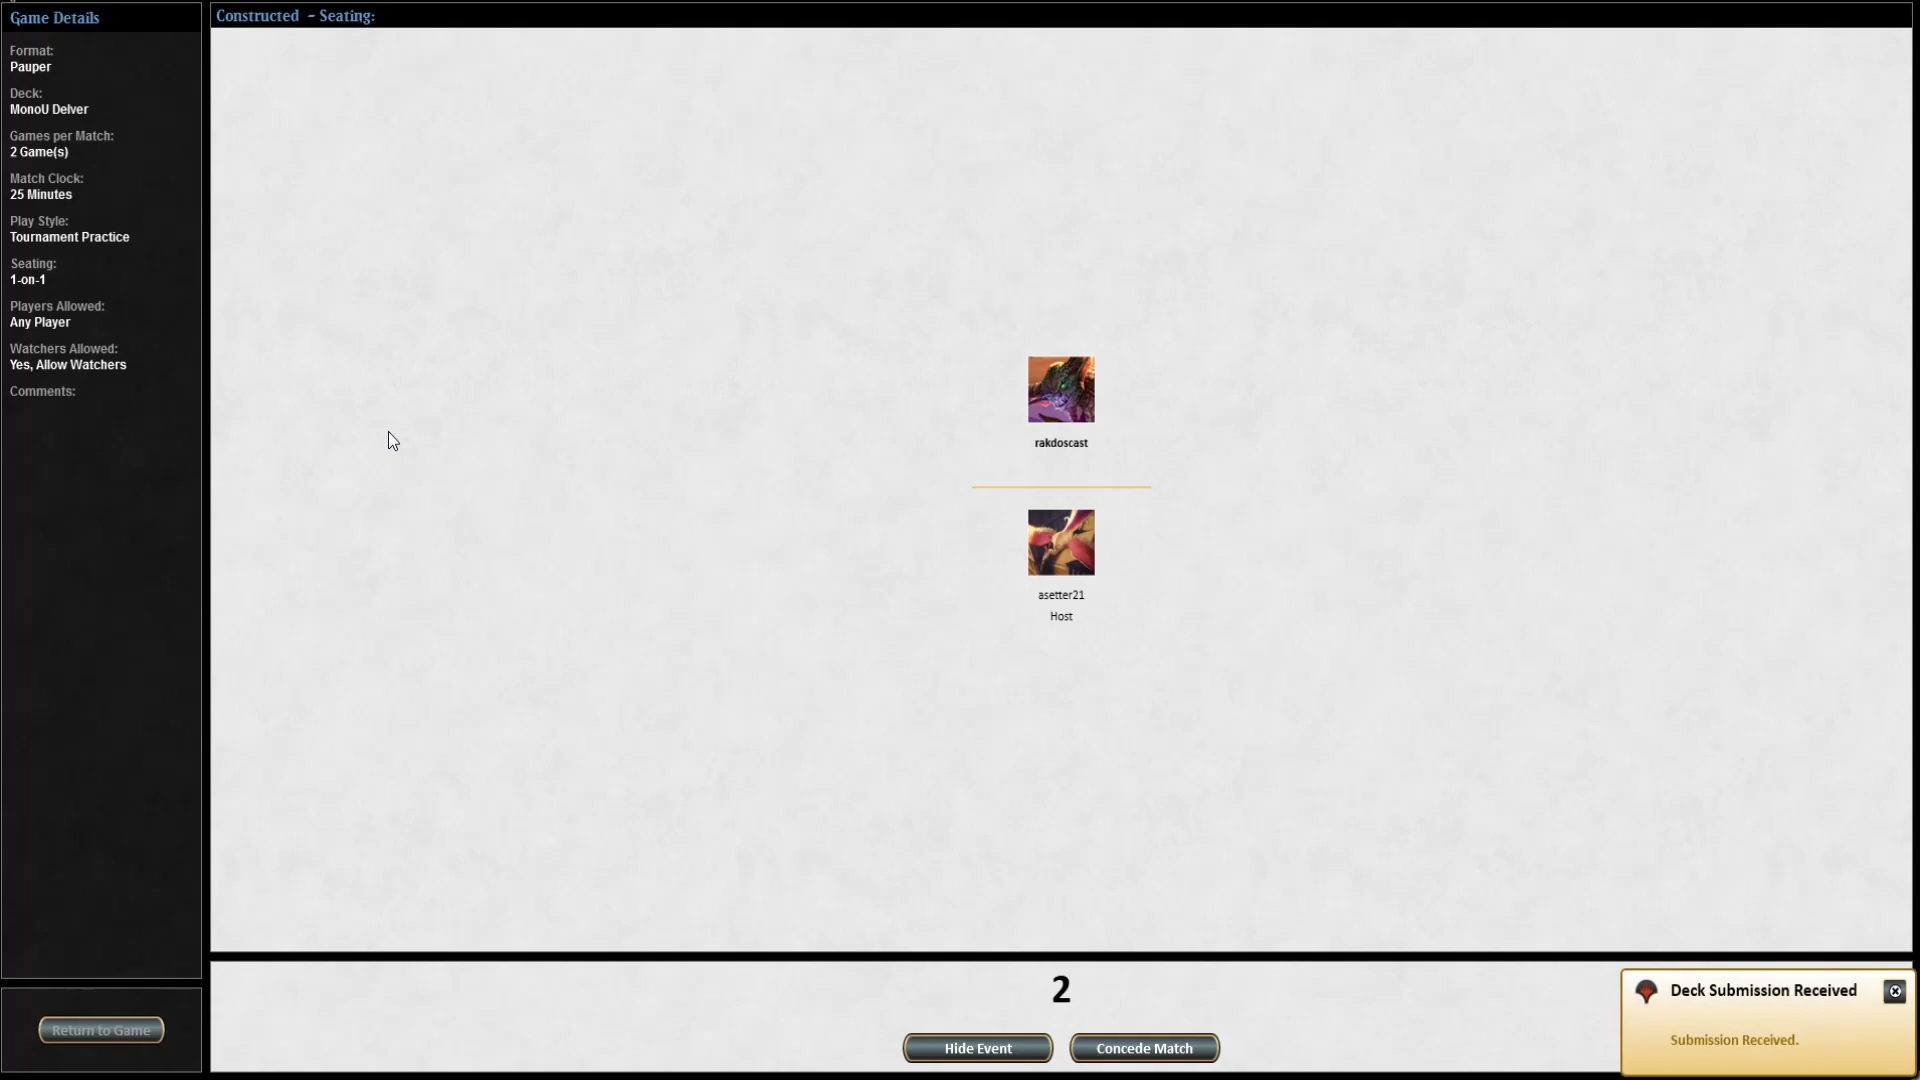 Game Details
Format:
Pauper
Deck:
MonoU Delver
Games per Match:
2 Game(s)
Match Clock:
25 Minutes
Play Style:
Tournament Practice
Seating:
1-on-1
Players Allowed:
Any Player
Watchers Allowed:
Yes, Allow Watchers
Comments:
Return to Game
Constructed - Seating:
rakdoscast
asetter21
Host
2
Hide Event
Concede Match
Deck Submission Received
Submission Received.